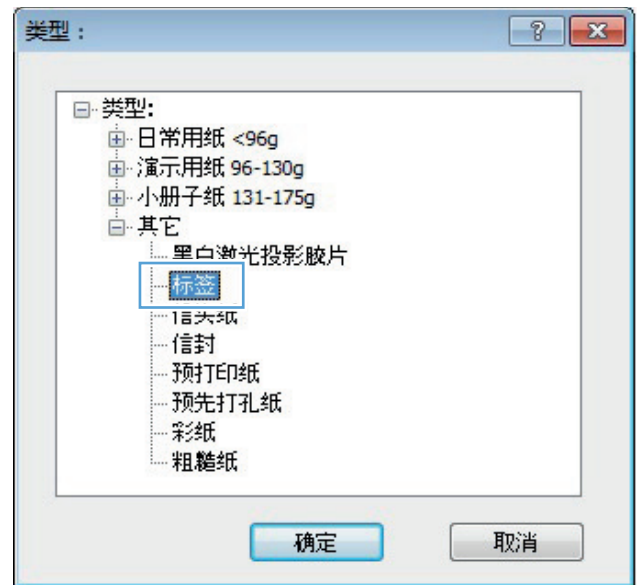 类型：
类型:
日常用纸 <96g
演示用纸 96-130g
小册子纸 131-175g
其它
黑白激光投影胶片
标签
信头纸
信封
预打印纸
预先打孔纸
彩纸
粗糙纸
确定 取消